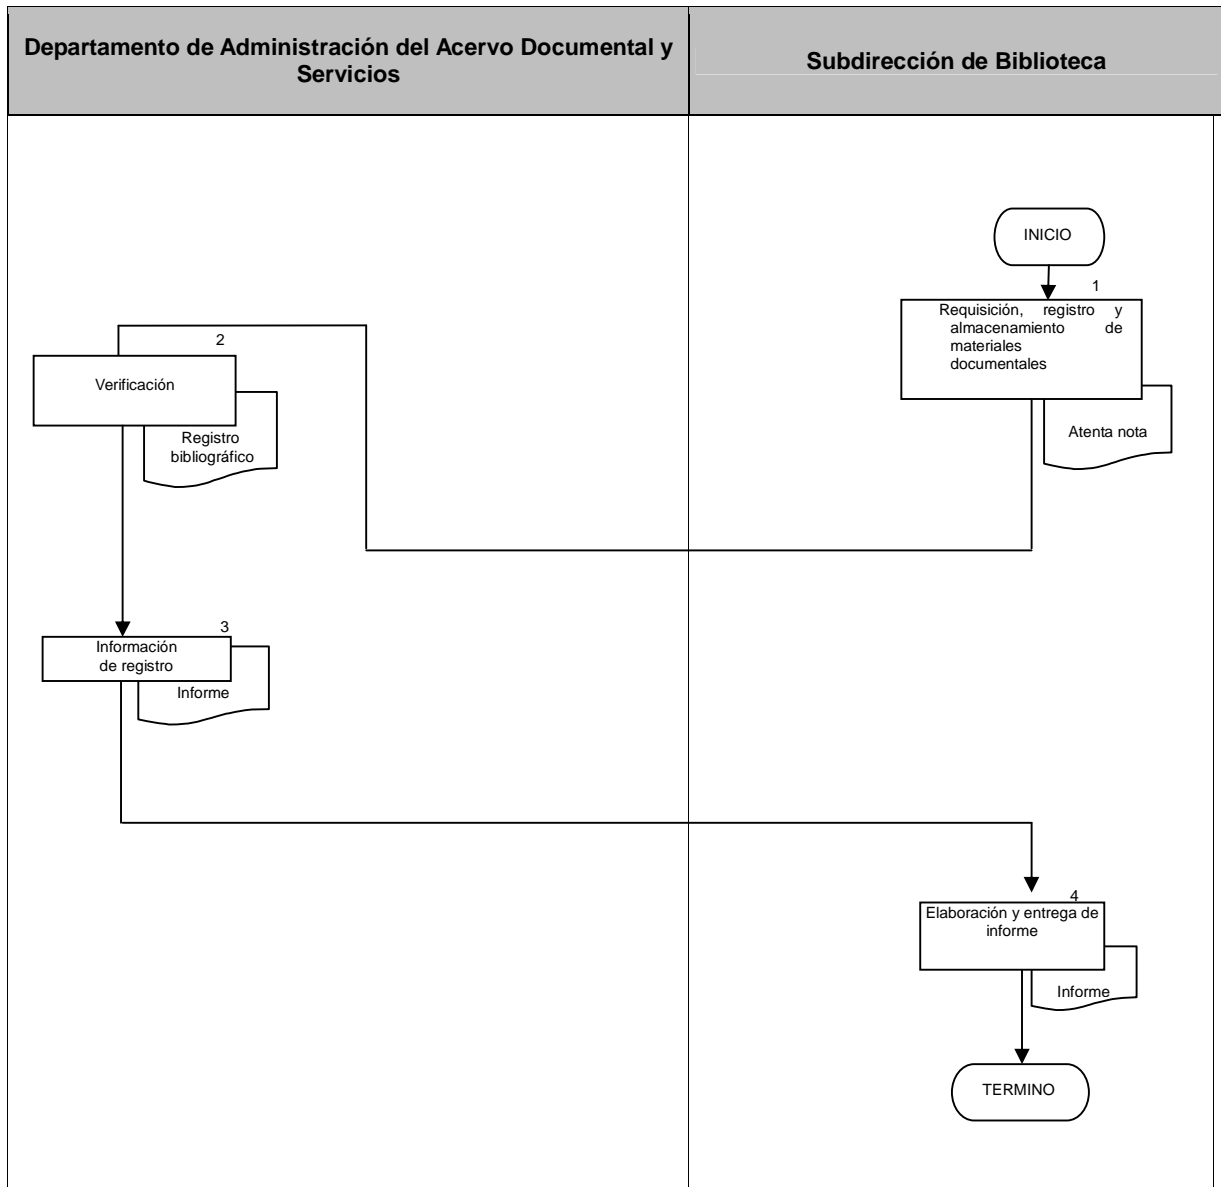 Departamento de Administración del Acervo Documental y
Servicios
Subdirección de Biblioteca
INICIO
1
Requisición, registro y
almacenamiento de
materiales
documentales
Atenta nota
2
Verificación
Registro
bibliográfico
3
Información
de registro
Informe
4
Elaboración y entrega de
informe
Informe
TERMINO